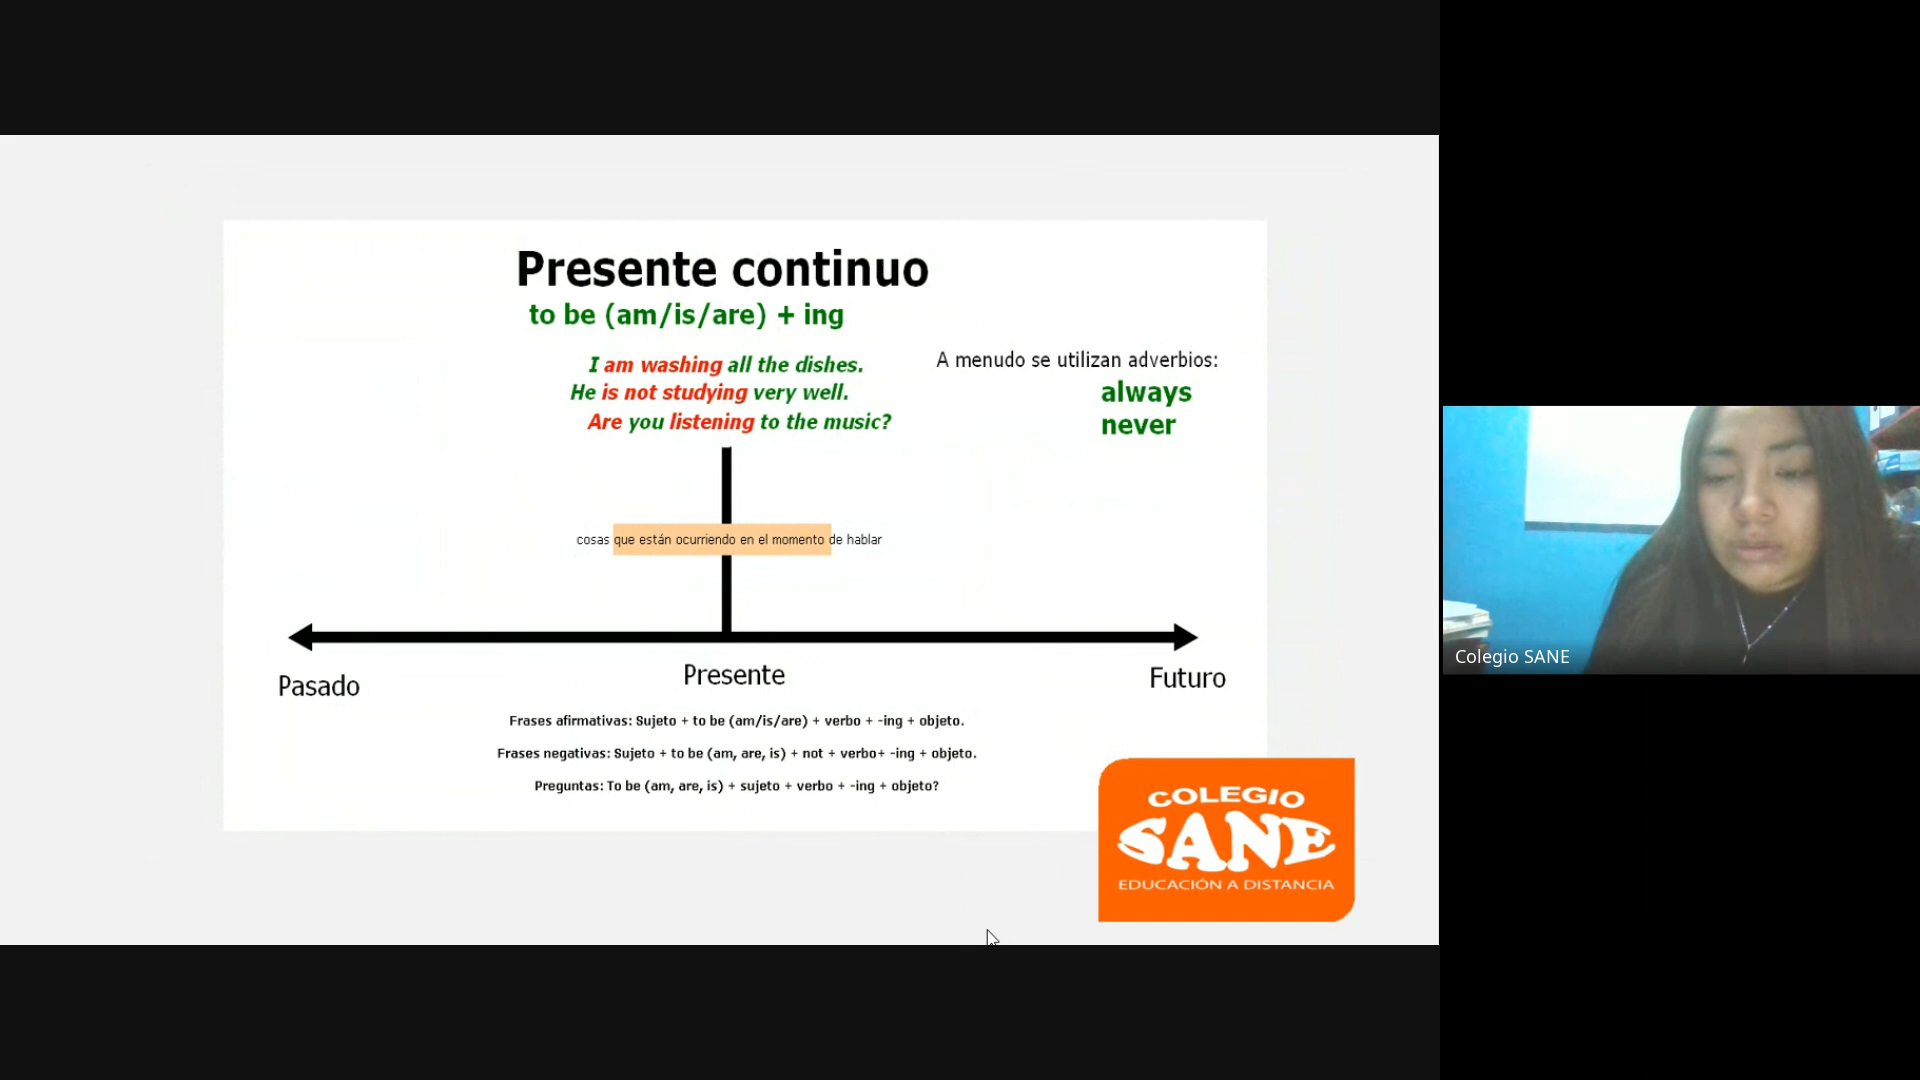 Presente continuo
to be (am/is/are) + ing
I am washing all the dishes.
He is not studying very well.
Are you listening to the music?
A menudo se utilizan adverbios:
always
never
cosas que están ocurriendo en el momento de hablar
Pasado
Presente
Futuro
Frases afirmativas: Sujeto + to be (am/is/are) + verbo + -ing + objeto.
Frases negativas: Sujeto + to be (am, are, is) + not + verbo+ -ing + objeto.
Preguntas: To be (am, are, is) + sujeto + verbo + -ing + objeto?
COLEGIO
SANE
EDUCACIÓN A DISTANCIA
Colegio SANE